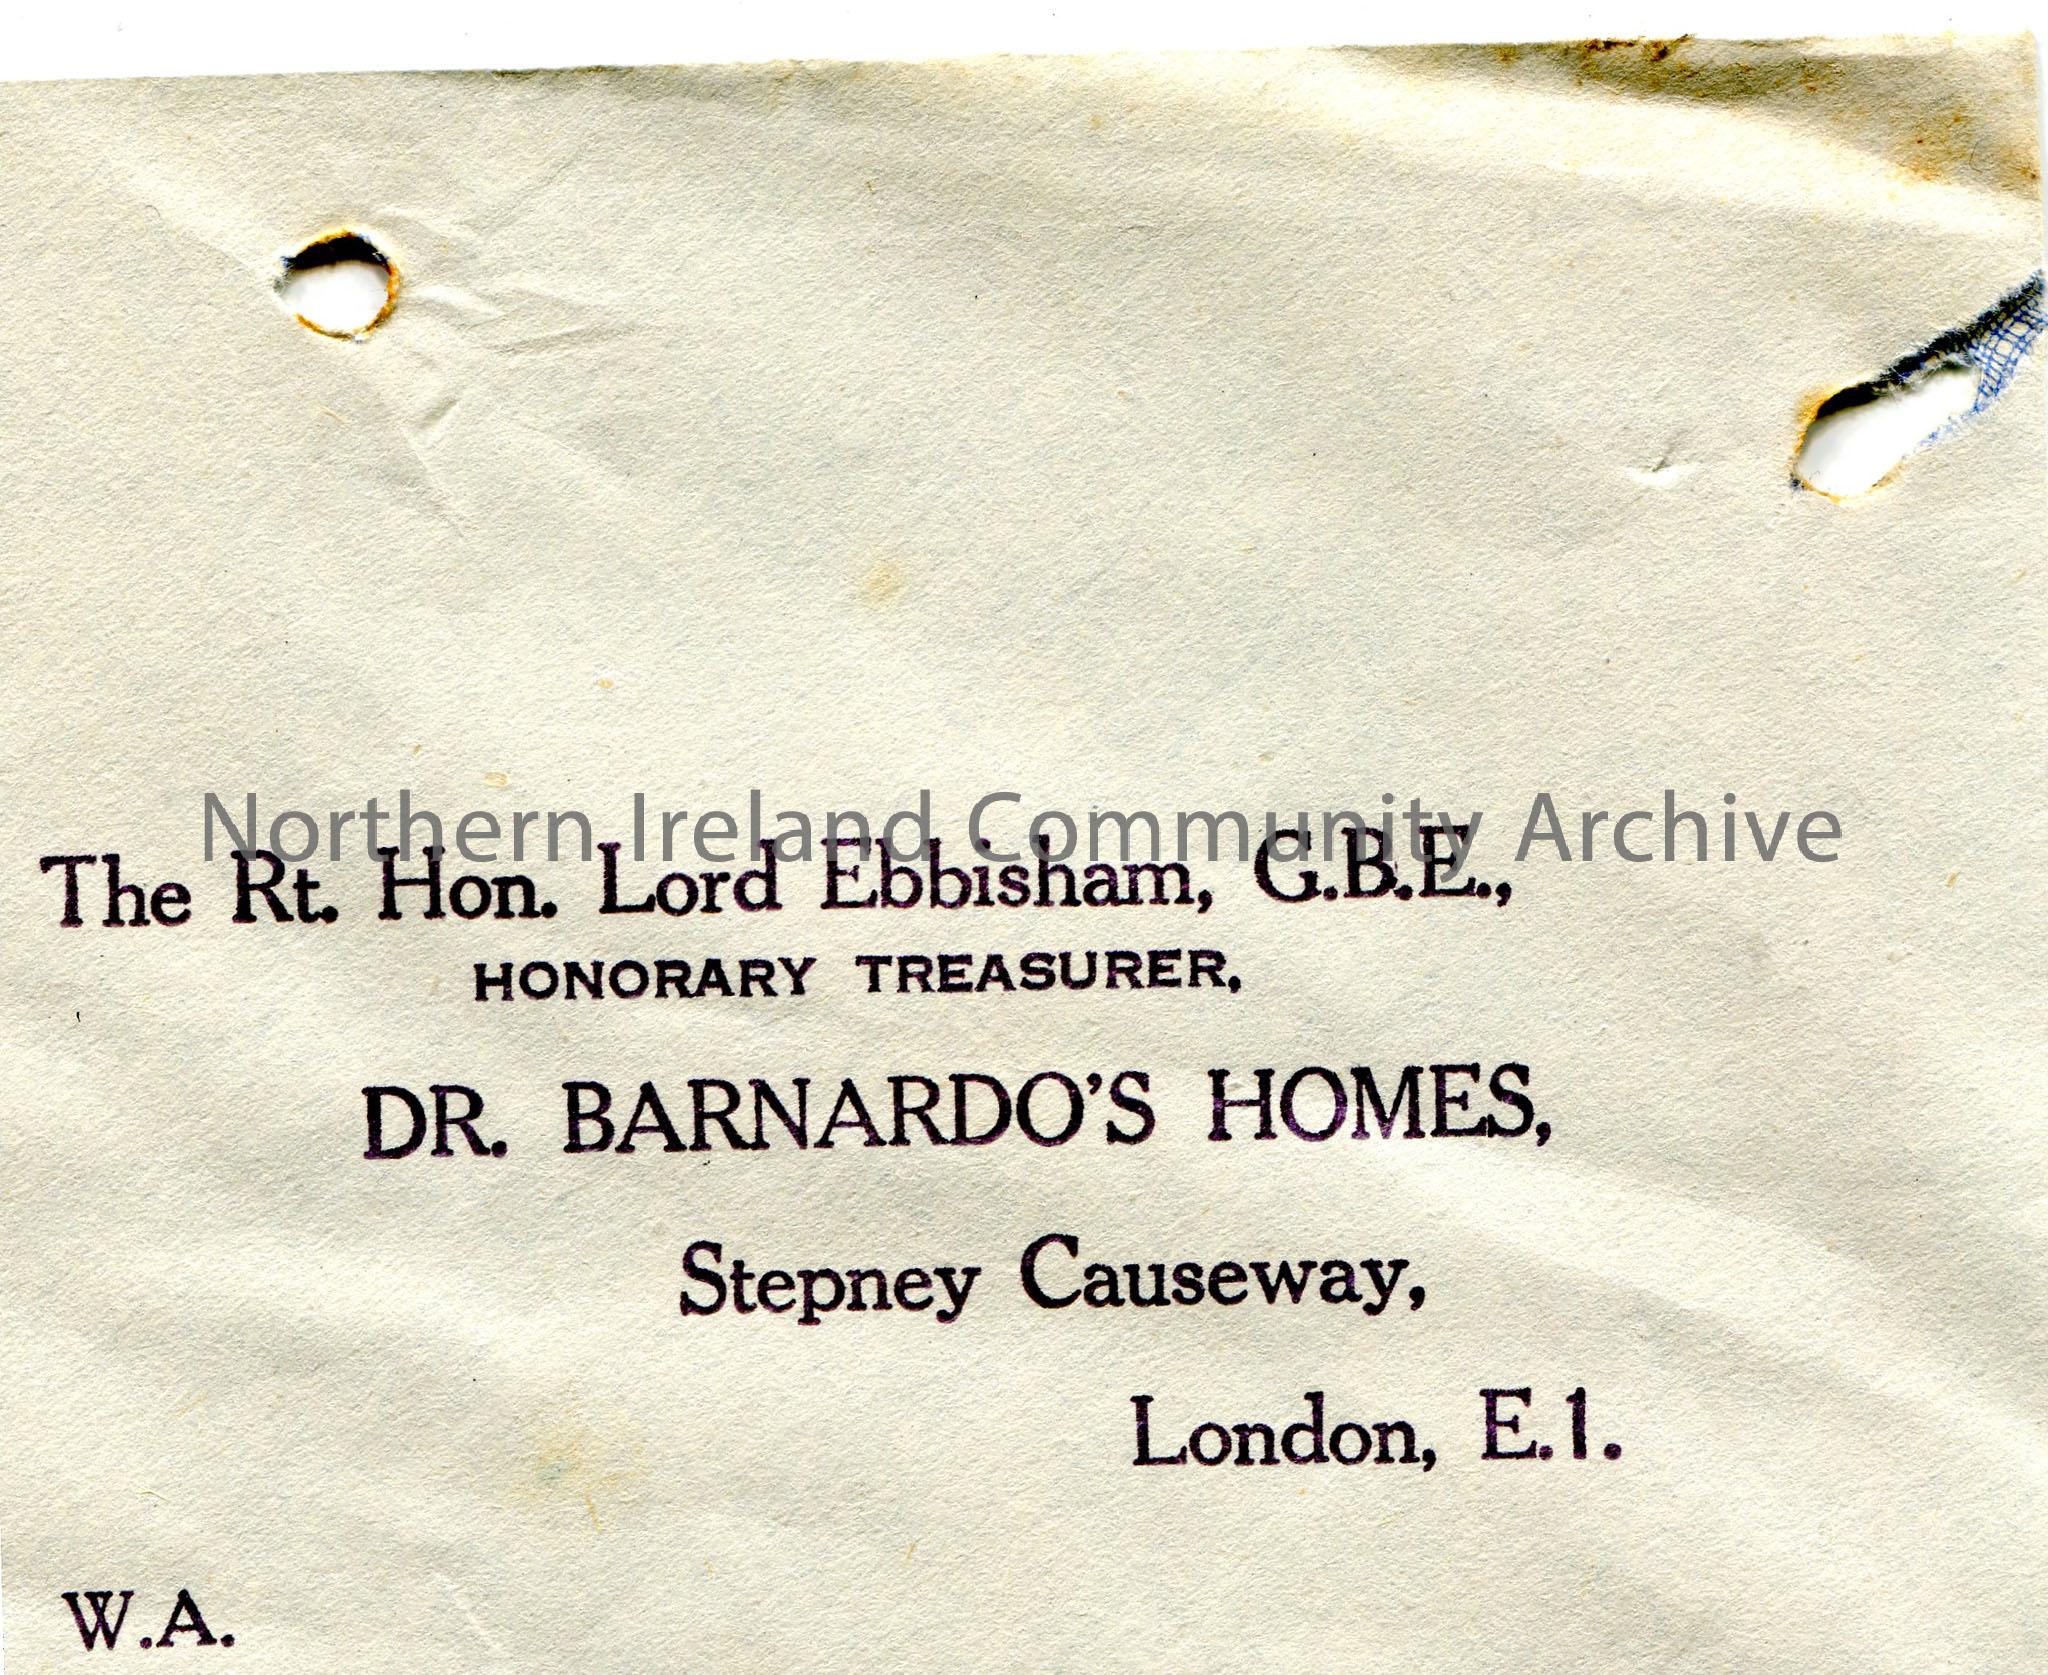 Northern Ireland Community Archive
The Rt. Hon. Lord Ebbisham, G.B.E.,
HONORARY TREASURER,
DR. BARNARDO'S HOMES,
Stepney Causeway,
London, E.1.
W.A.